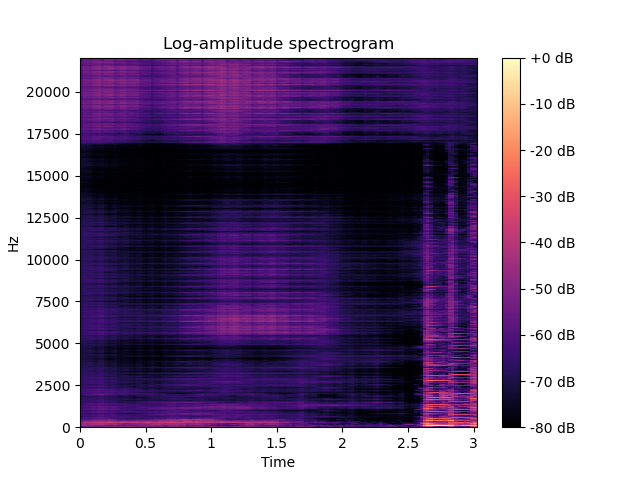 Log-amplitude spectrogram
Hz
20000
17500
15000
12500
10000
7500
5000
2500
0
0
0.5
1
1.5
2
2.5
3
Time
+0 dB
-10 dB
-20 dB
-30 dB
-40 dB
-50 dB
-60 dB
-70 dB
-80 dB